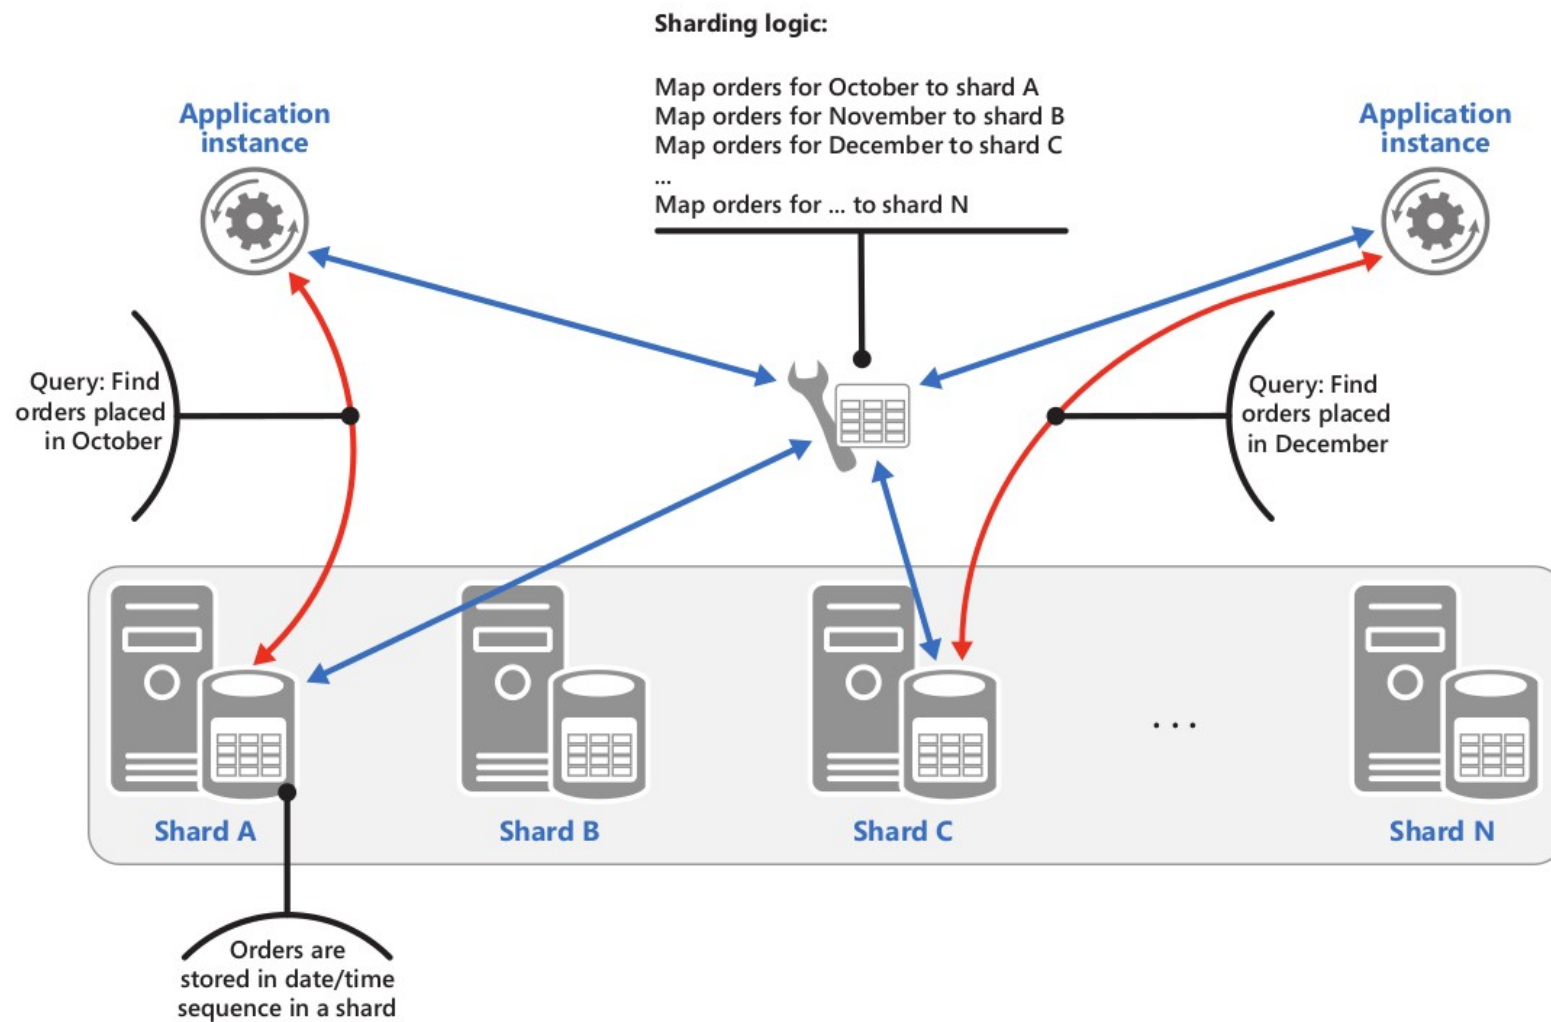 Sharding logic:
Map orders for October to shard A
Map orders for November to shard B
Map orders for December to shard C
...
Map orders for ... to shard N
Application
instance
Application
instance
Query: Find
orders placed
in October
Query: Find
orders placed
in December
...
Shard A
Shard B
Shard C
Shard N
Orders are
stored in date/time
sequence in a shard